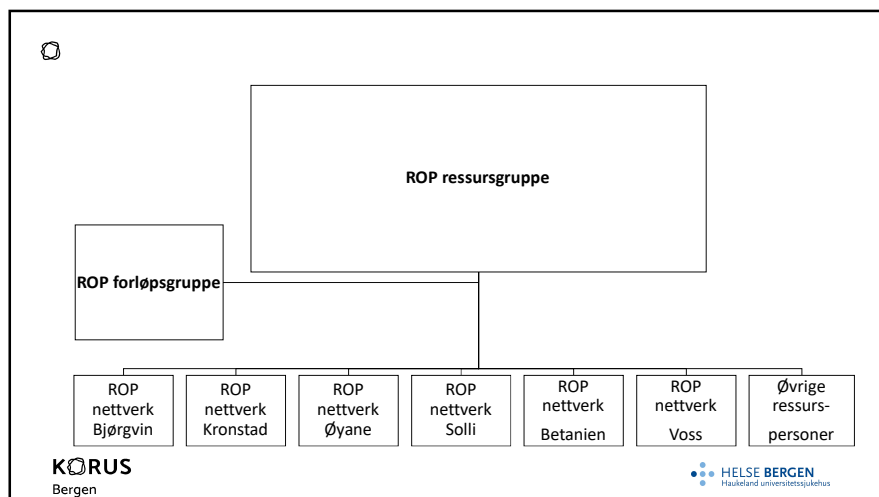 ROP ressursgruppe
ROP forløpsgruppe
ROP
nettverk
Bjørgvin
ROP
nettverk
Kronstad
ROP
nettverk
Øyane
ROP
nettverk
Solli
ROP
nettverk
Betanien
ROP
nettverk
Voss
Øvrige
ressurs-
personer
KORUS
Bergen
HELSE BERGEN
Haukeland universitetssjukehus